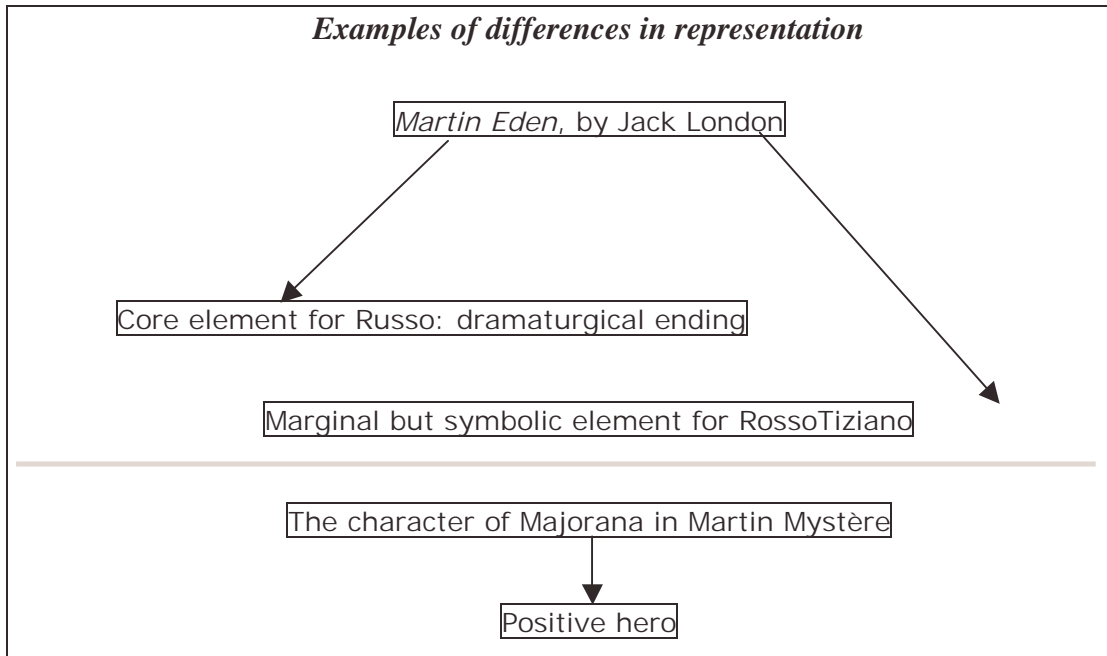 Examples of differences in representation
Martin Eden, by Jack London
Core element for Russo: dramaturgical ending
Marginal but symbolic element for RossoTiziano
The character of Majorana in Martin Mystère
Positive hero